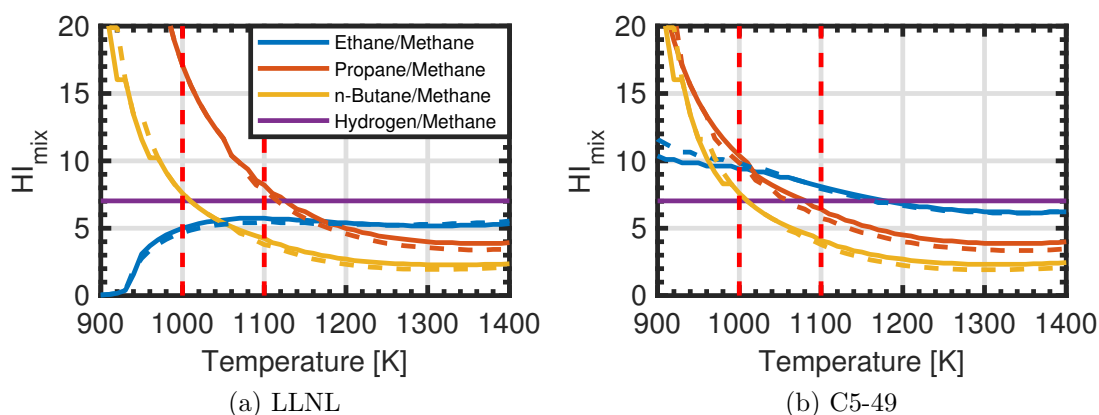 20
15
10
5
0
HI_mix
900 1000 1100 1200 1300 1400
Temperature [K]
Ethane/Methane
Propane/Methane
n-Butane/Methane
Hydrogen/Methane
(a) LLNL
20
15
10
5
0
HI_mix
900 1000 1100 1200 1300 1400
Temperature [K]
(b) C5-49